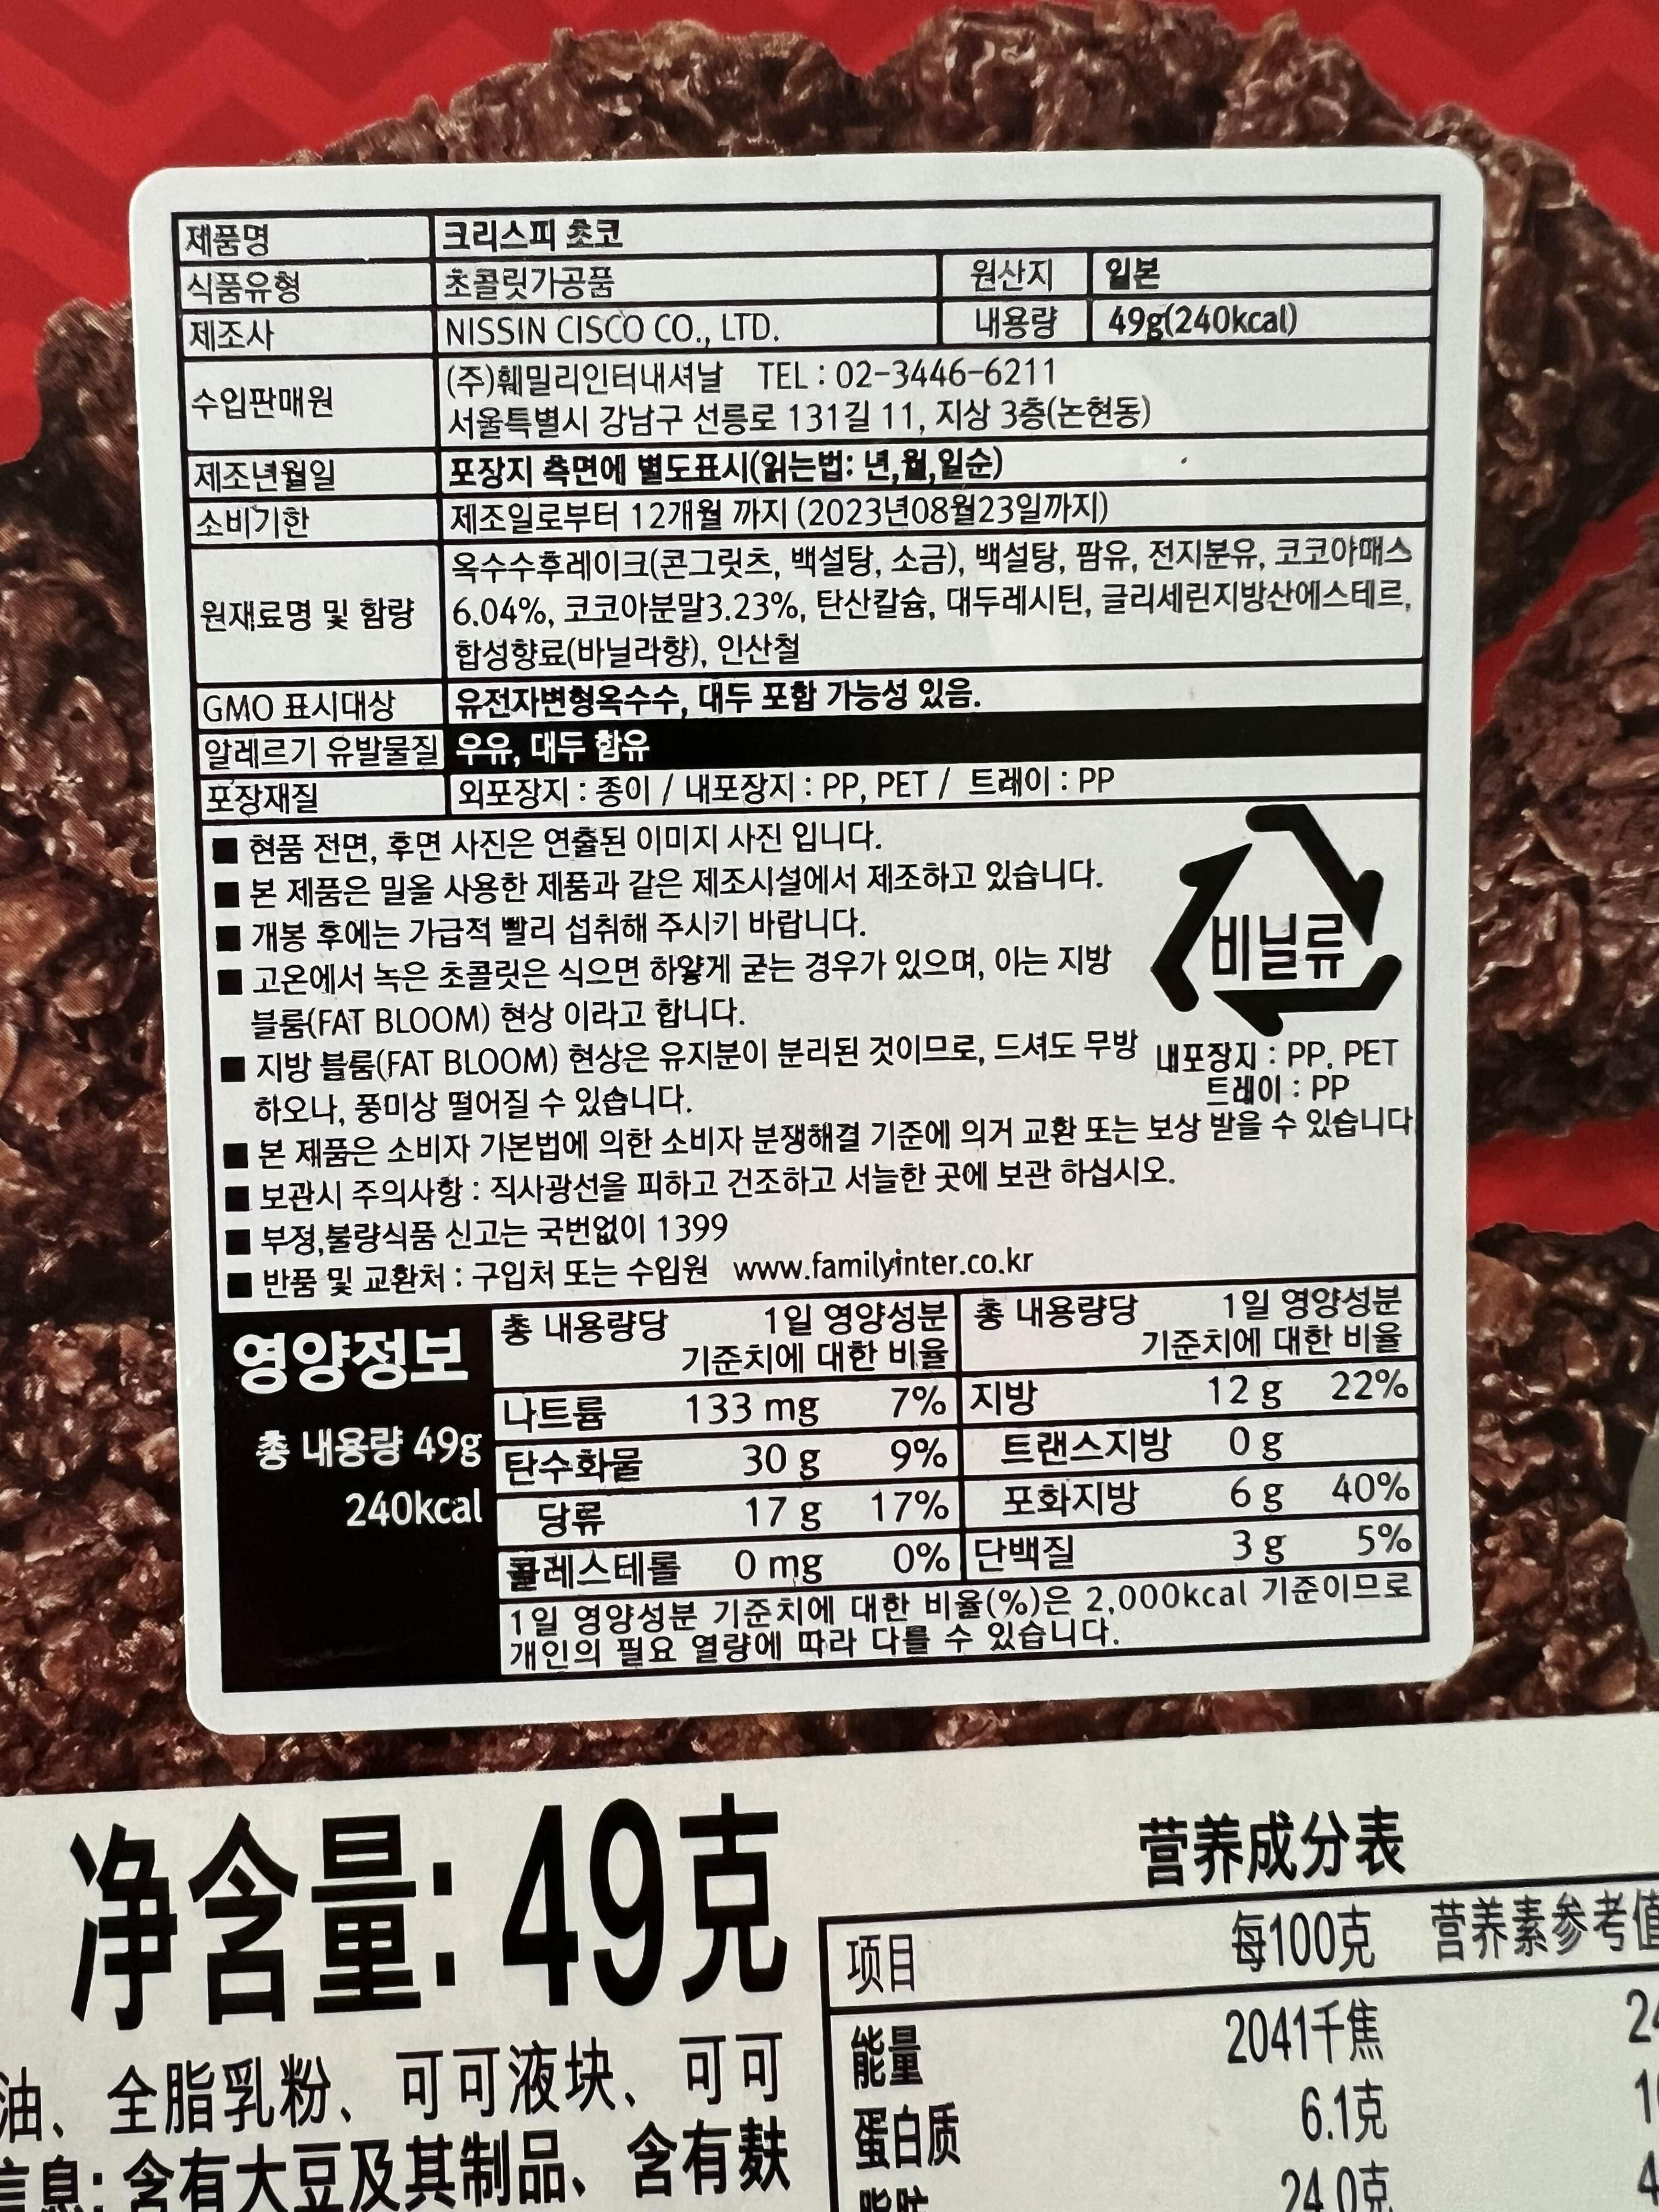 제품명 크리스피 초코
식품유형 초콜릿가공품 원산지 일본
제조사 NISSIN CISCO CO., LTD. 내용량 49g(240kcal)
수입판매원 (주)훼밀리인터내셔날 TEL : 02-3446-6211
서울특별시 강남구 선릉로 131길 11, 지상 3층(논현동)
제조년월일 포장지 측면에 별도표시(읽는법: 년,월,일순)
소비기한 제조일로부터 12개월 까지 (2023년08월23일까지)
원재료명 및 함량 옥수수후레이크(콘그릿츠, 백설탕, 소금), 백설탕, 팜유, 전지분유, 코코아매스
6.04%, 코코아분말3.23%, 탄산칼슘, 대두레시틴, 글리세린지방산에스테르,
합성향료(바닐라향), 인산철
GMO 표시대상 유전자변형옥수수, 대두 포함 가능성 있음.
알레르기 유발물질 우유, 대두 함유
포장재질 외포장지 : 종이 / 내포장지 : PP, PET / 트레이 : PP
■ 현품 전면, 후면 사진은 연출된 이미지 사진 입니다.
■ 본 제품은 밀을 사용한 제품과 같은 제조시설에서 제조하고 있습니다.
■ 개봉 후에는 가급적 빨리 섭취해 주시키 바랍니다.
■ 고온에서 녹은 초콜릿은 식으면 하얗게 굳는 경우가 있으며, 이는 지방
블룸(FAT BLOOM) 현상 이라고 합니다.
■ 지방 블룸(FAT BLOOM) 현상은 유지분이 분리된 것이므로, 드셔도 무방
하오나, 풍미상 떨어질 수 있습니다.
비닐류
내포장지 : PP, PET
트레이 : PP
■ 본 제품은 소비자 기본법에 의한 소비자 분쟁해결 기준에 의거 교환 또는 보상 받을 수 있습니다
■ 보관시 주의사항 : 직사광선을 피하고 건조하고 서늘한 곳에 보관 하십시오.
■ 부정,불량식품 신고는 국번없이 1399
■ 반품 및 교환처 : 구입처 또는 수입원 www.familyinter.co.kr
영양정보
총 내용량 49g
240kcal
총 내용량당 1일 영양성분 총 내용량당 1일 영양성분
기준치에 대한 비율 기준치에 대한 비율
나트륨 133 mg 7% 지방 12 g 22%
탄수화물 30 g 9% 트랜스지방 0 g
당류 17 g 17% 포화지방 6 g 40%
콜레스테롤 0 mg 0% 단백질 3 g 5%
1일 영양성분 기준치에 대한 비율(%)은 2,000kcal 기준이므로
개인의 필요 열량에 따라 다를 수 있습니다.
净含量: 49克
油、全脂乳粉、可可液块、可可
信息: 含有大豆及其制品、含有麸
营养成分表
项目 每100克 营养素参考值
能量 2041千焦
蛋白质 6.1克
脂肪 24.0克